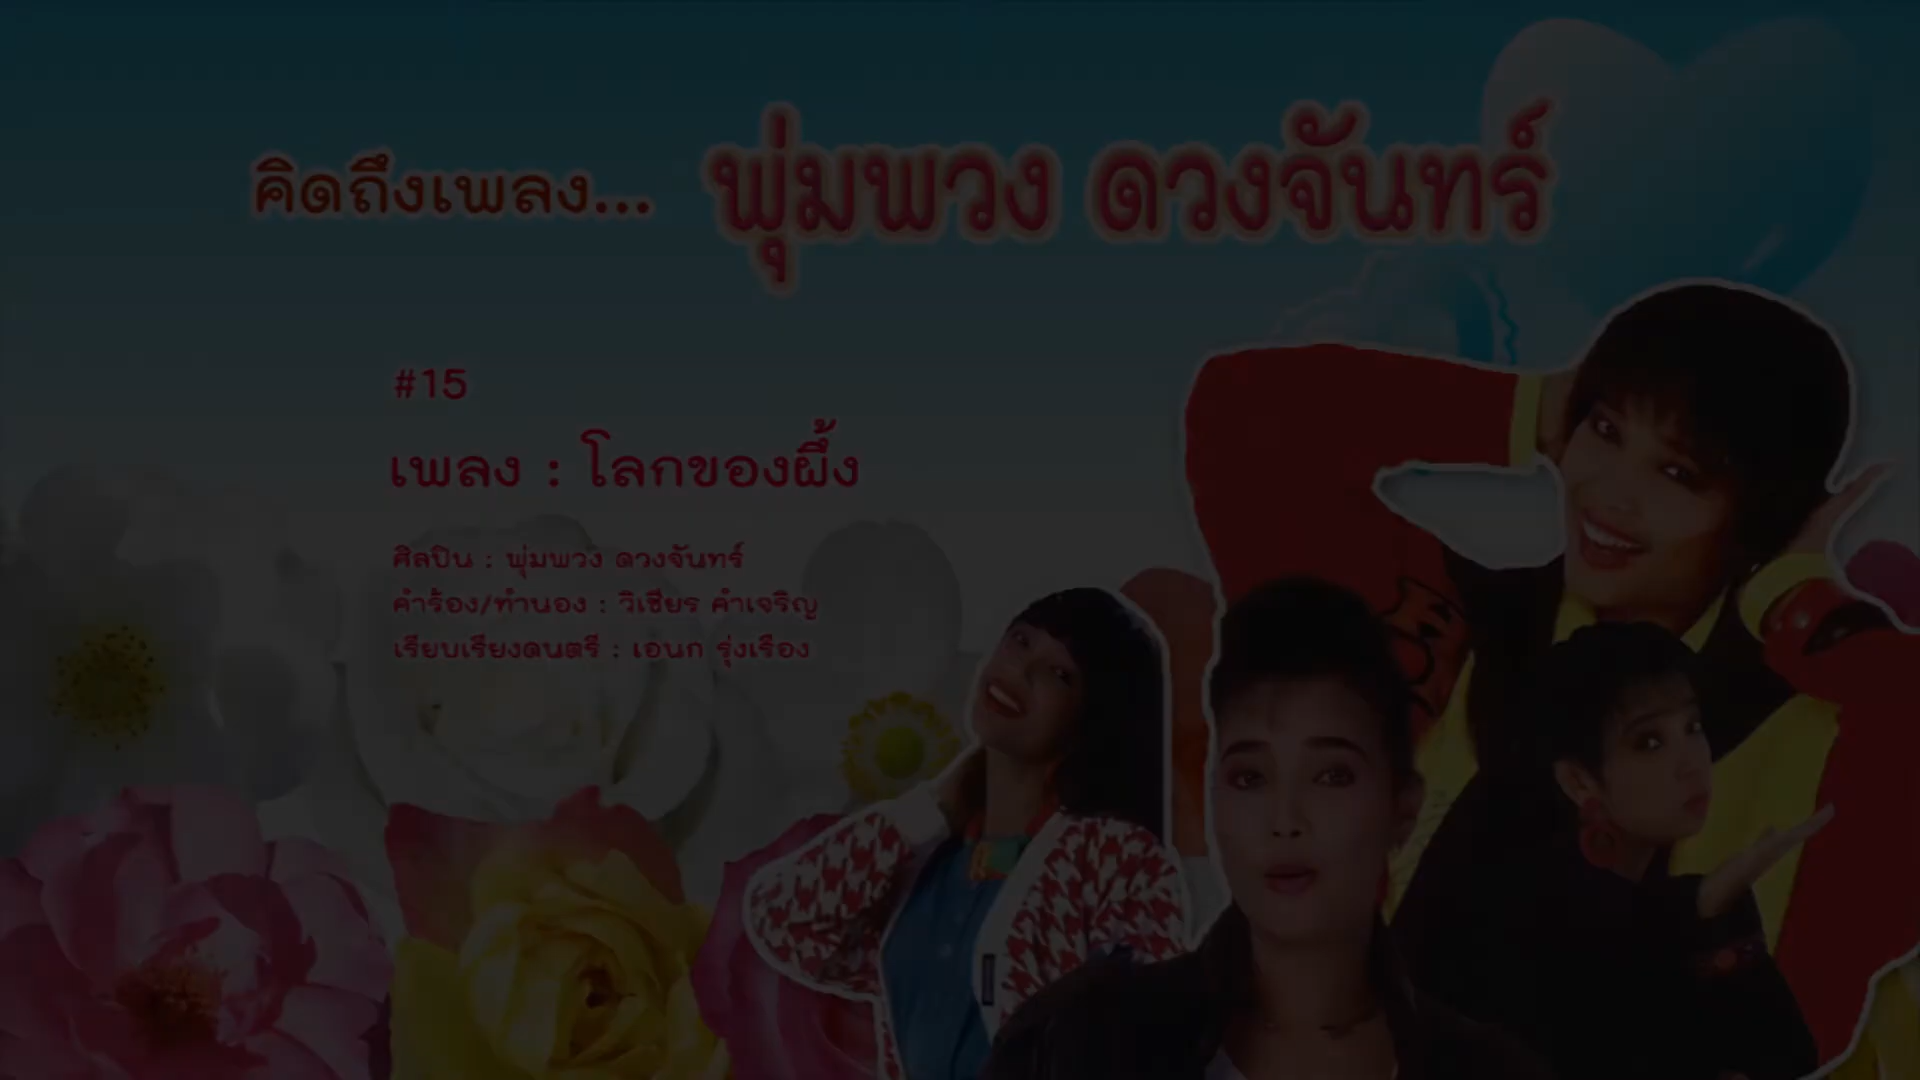 คิดถึงเพลง... พุ่มพวง ดวงจันทร์
#15
เพลง : โลกของผึ้ง
ศิลปิน : พุ่มพวง ดวงจันทร์
คำร้อง/ทำนอง : วิเชียร คำเจริญ
เรียบเรียงดนตรี : เอนก รุ่งเรือง